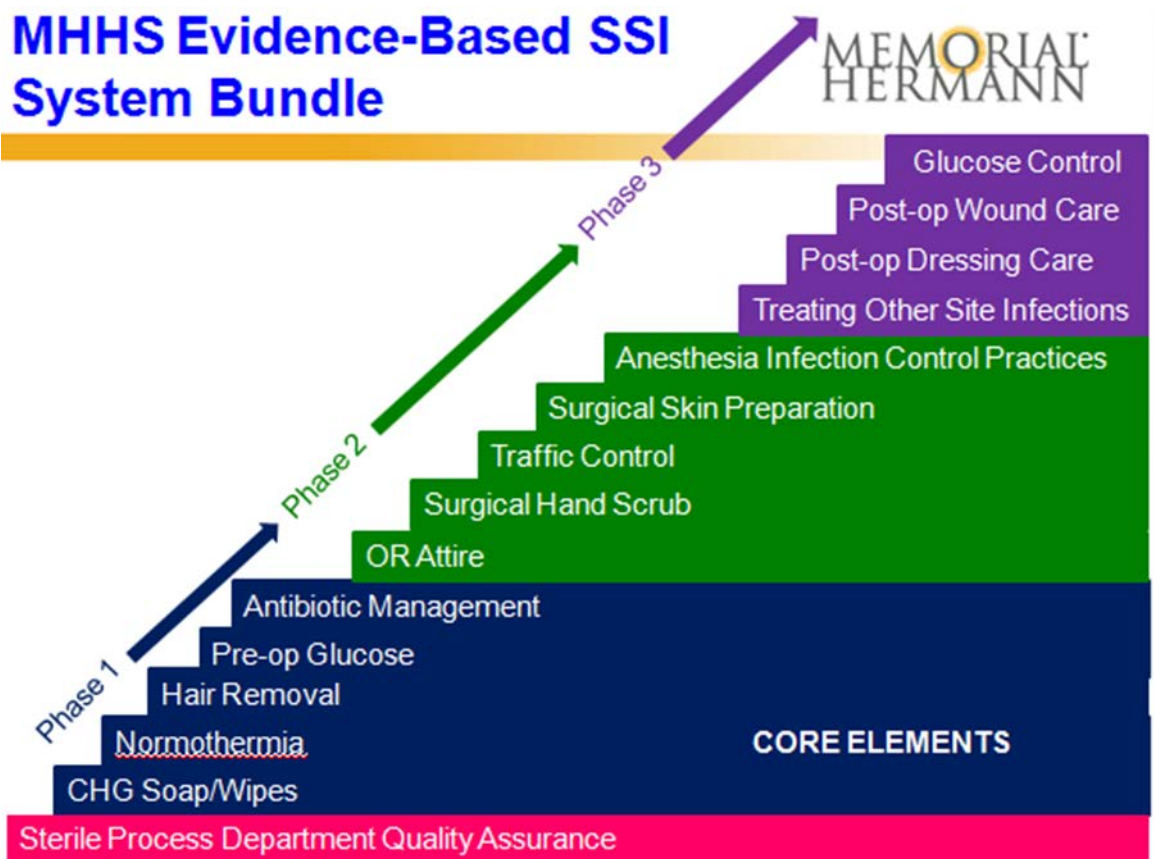 MHHS Evidence-Based SSI
System Bundle
MEMORIAL
HERMANN
Phase 3
Glucose Control
Post-op Wound Care
Post-op Dressing Care
Treating Other Site Infections
Phase 2
Anesthesia Infection Control Practices
Surgical Skin Preparation
Traffic Control
Surgical Hand Scrub
OR Attire
Phase 1
Antibiotic Management
Pre-op Glucose
Hair Removal
Normothermia
CORE ELEMENTS
CHG Soap/Wipes
Sterile Process Department Quality Assurance